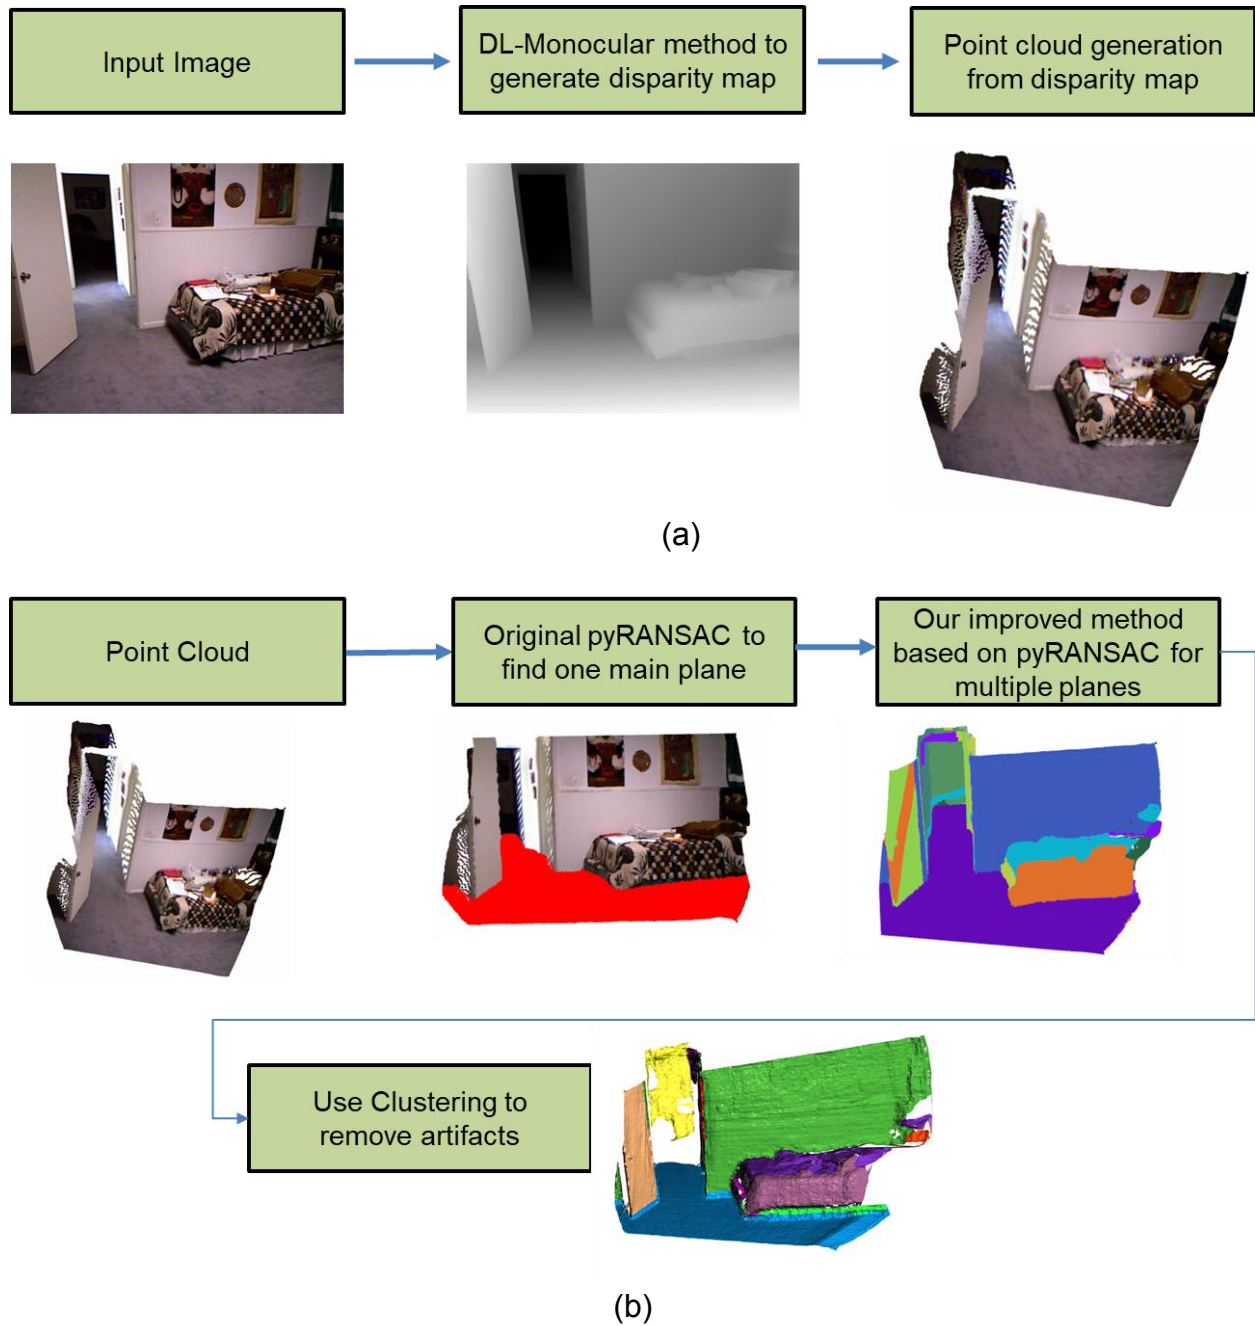 Input Image
DL-Monocular method to
generate disparity map
Point cloud generation
from disparity map
(a)
Point Cloud
Original pyRANSAC to
find one main plane
Our improved method
based on pyRANSAC for
multiple planes
Use Clustering to
remove artifacts
(b)